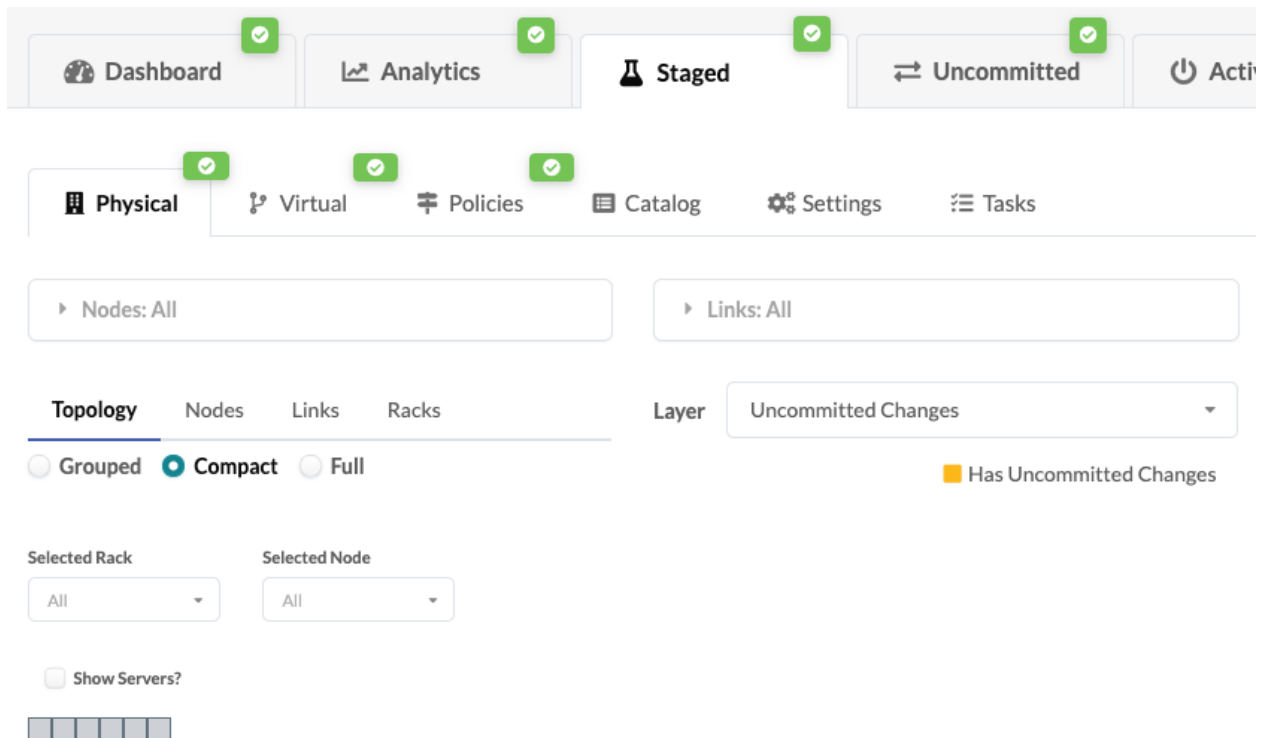 Dashboard Analytics Staged Uncommitted Acti
Physical Virtual Policies Catalog Settings Tasks
Nodes: All Links: All
Topology Nodes Links Racks Layer Uncommitted Changes
Grouped Compact Full Has Uncommitted Changes
Selected Rack Selected Node
All All
Show Servers?